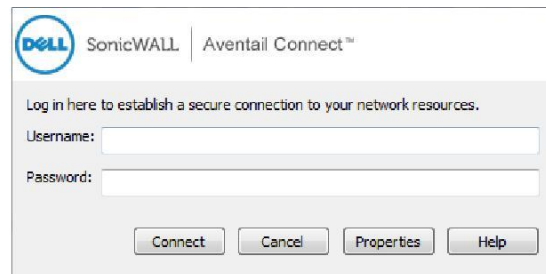 DELL SonicWALL Aventail Connect™
Log in here to establish a secure connection to your network resources.
Username:
Password:
Connect Cancel Properties Help